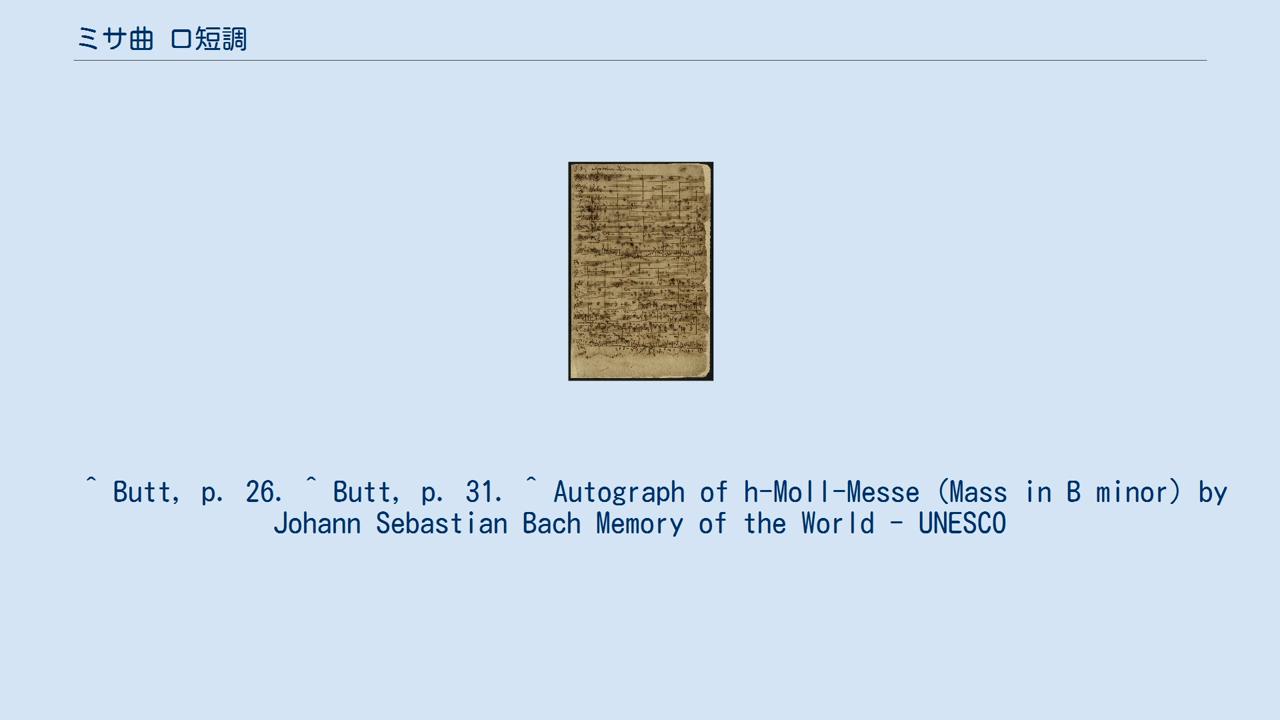 ミサ曲 ロ短調
^ Butt, p. 26. ^ Butt, p. 31. ^ Autograph of h-Moll-Messe (Mass in B minor) by
Johann Sebastian Bach Memory of the World - UNESCO